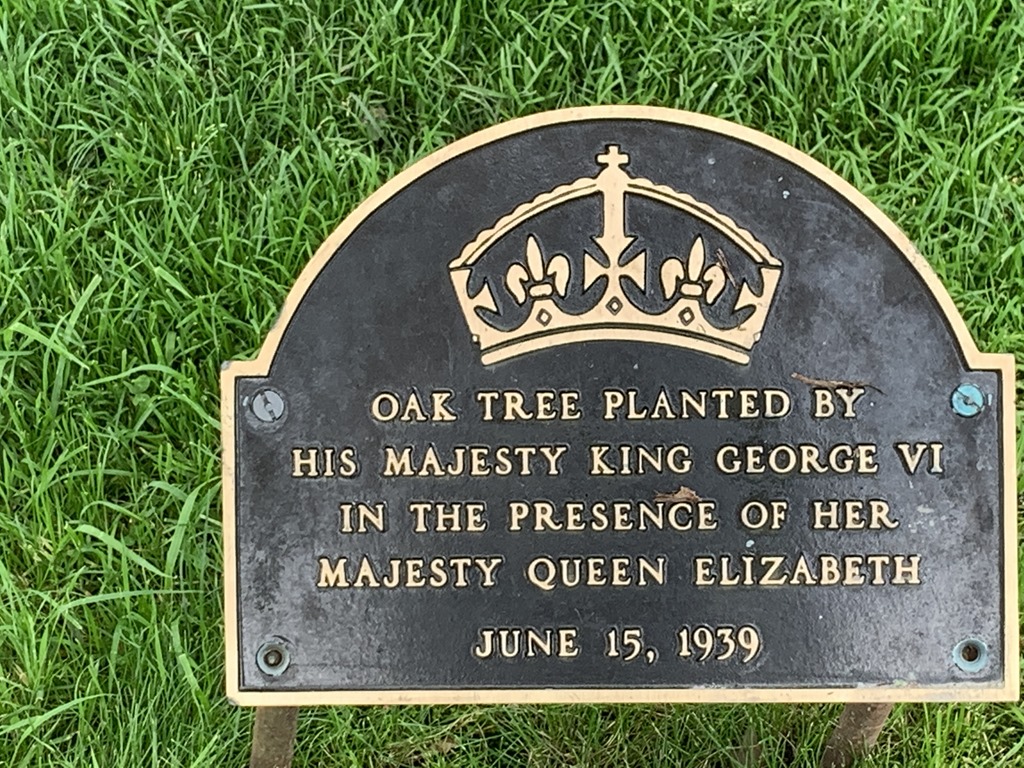 OAK TREE PLANTED BY
HIS MAJESTY KING GEORGE VI
IN THE PRESENCE OF HER
MAJESTY QUEEN ELIZABETH
JUNE 15, 1939